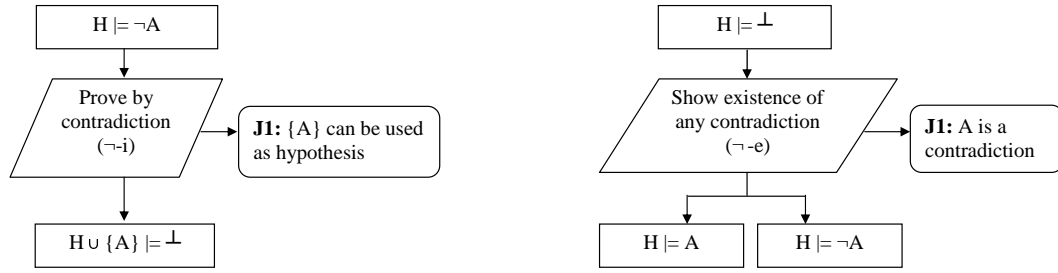 H |= ¬A
Prove by
contradiction
(¬-i)
J1: {A} can be used
as hypothesis
H ∪ {A} |= ┴
H |= ┴
Show existence of
any contradiction
(¬ -e)
J1: A is a
contradiction
H |= A
H |= ¬A